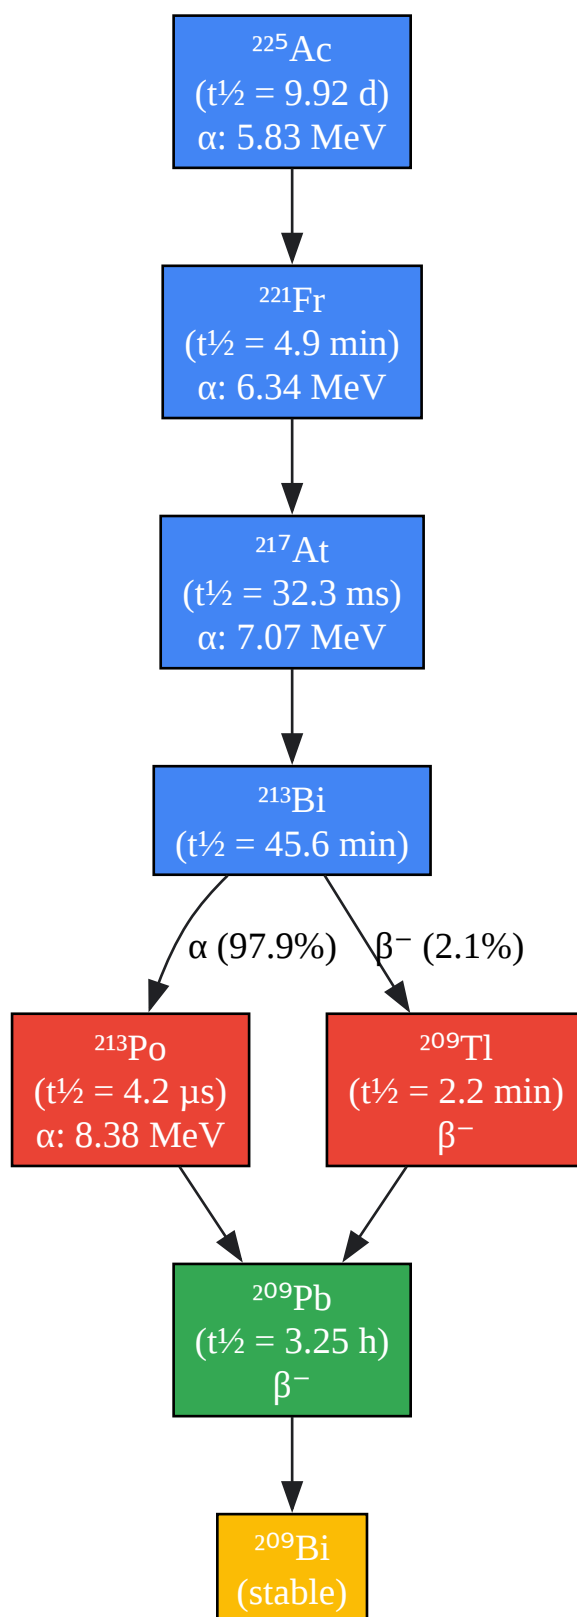 ²²⁵Ac
(t½ = 9.92 d)
α: 5.83 MeV
²²¹Fr
(t½ = 4.9 min)
α: 6.34 MeV
²¹⁷At
(t½ = 32.3 ms)
α: 7.07 MeV
²¹³Bi
(t½ = 45.6 min)
α (97.9%)
β⁻ (2.1%)
²¹³Po
(t½ = 4.2 µs)
α: 8.38 MeV
²⁰⁹Tl
(t½ = 2.2 min)
β⁻
²⁰⁹Pb
(t½ = 3.25 h)
β⁻
²⁰⁹Bi
(stable)